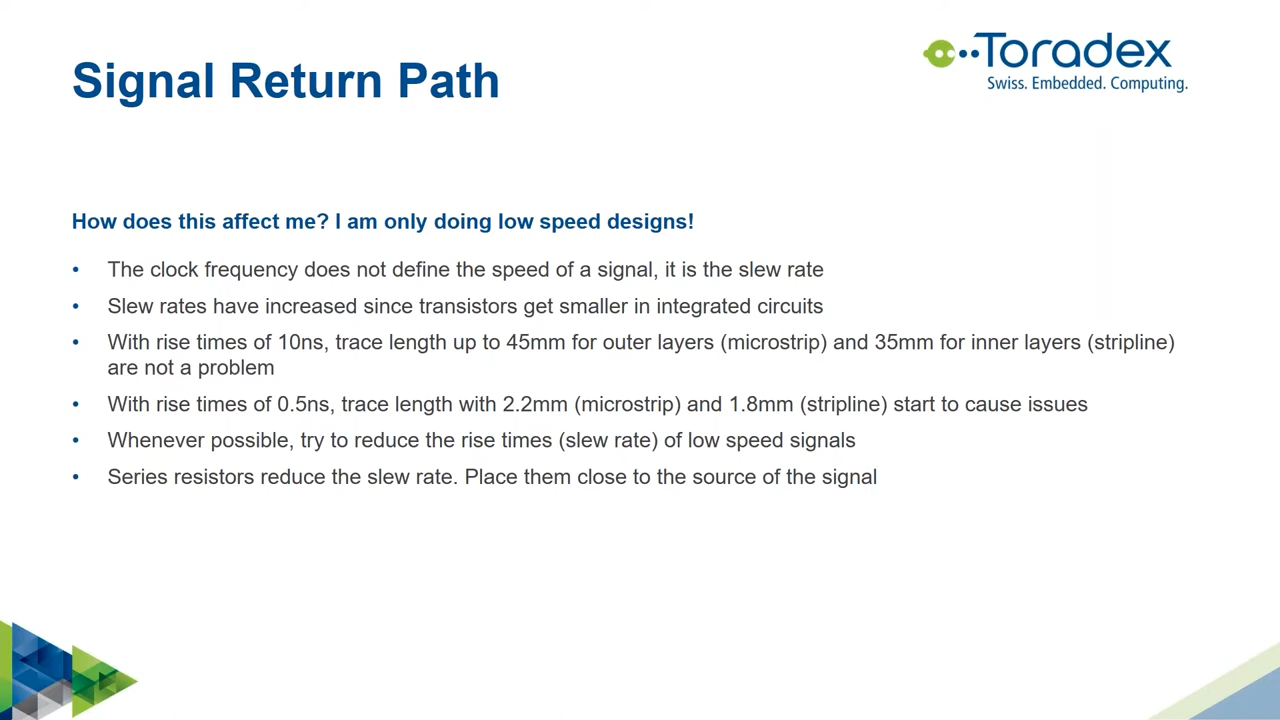 Toradex
Swiss. Embedded. Computing.
Signal Return Path
How does this affect me? I am only doing low speed designs!
• The clock frequency does not define the speed of a signal, it is the slew rate
• Slew rates have increased since transistors get smaller in integrated circuits
• With rise times of 10ns, trace length up to 45mm for outer layers (microstrip) and 35mm for inner layers (stripline)
are not a problem
• With rise times of 0.5ns, trace length with 2.2mm (microstrip) and 1.8mm (stripline) start to cause issues
• Whenever possible, try to reduce the rise times (slew rate) of low speed signals
• Series resistors reduce the slew rate. Place them close to the source of the signal